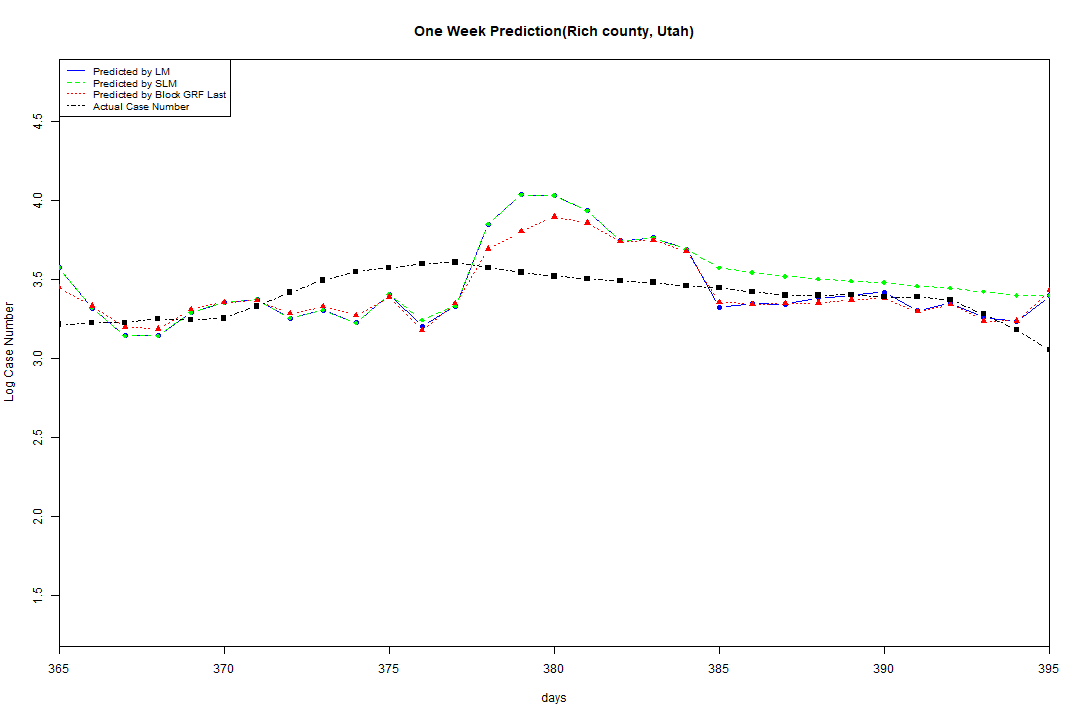 One Week Prediction(Rich county, Utah)
Predicted by LM
Predicted by SLM
Predicted by Block GRF Last
Actual Case Number
4.5
4.0
3.5
3.0
2.5
2.0
1.5
Log Case Number
365 370 375 380 385 390 395
days